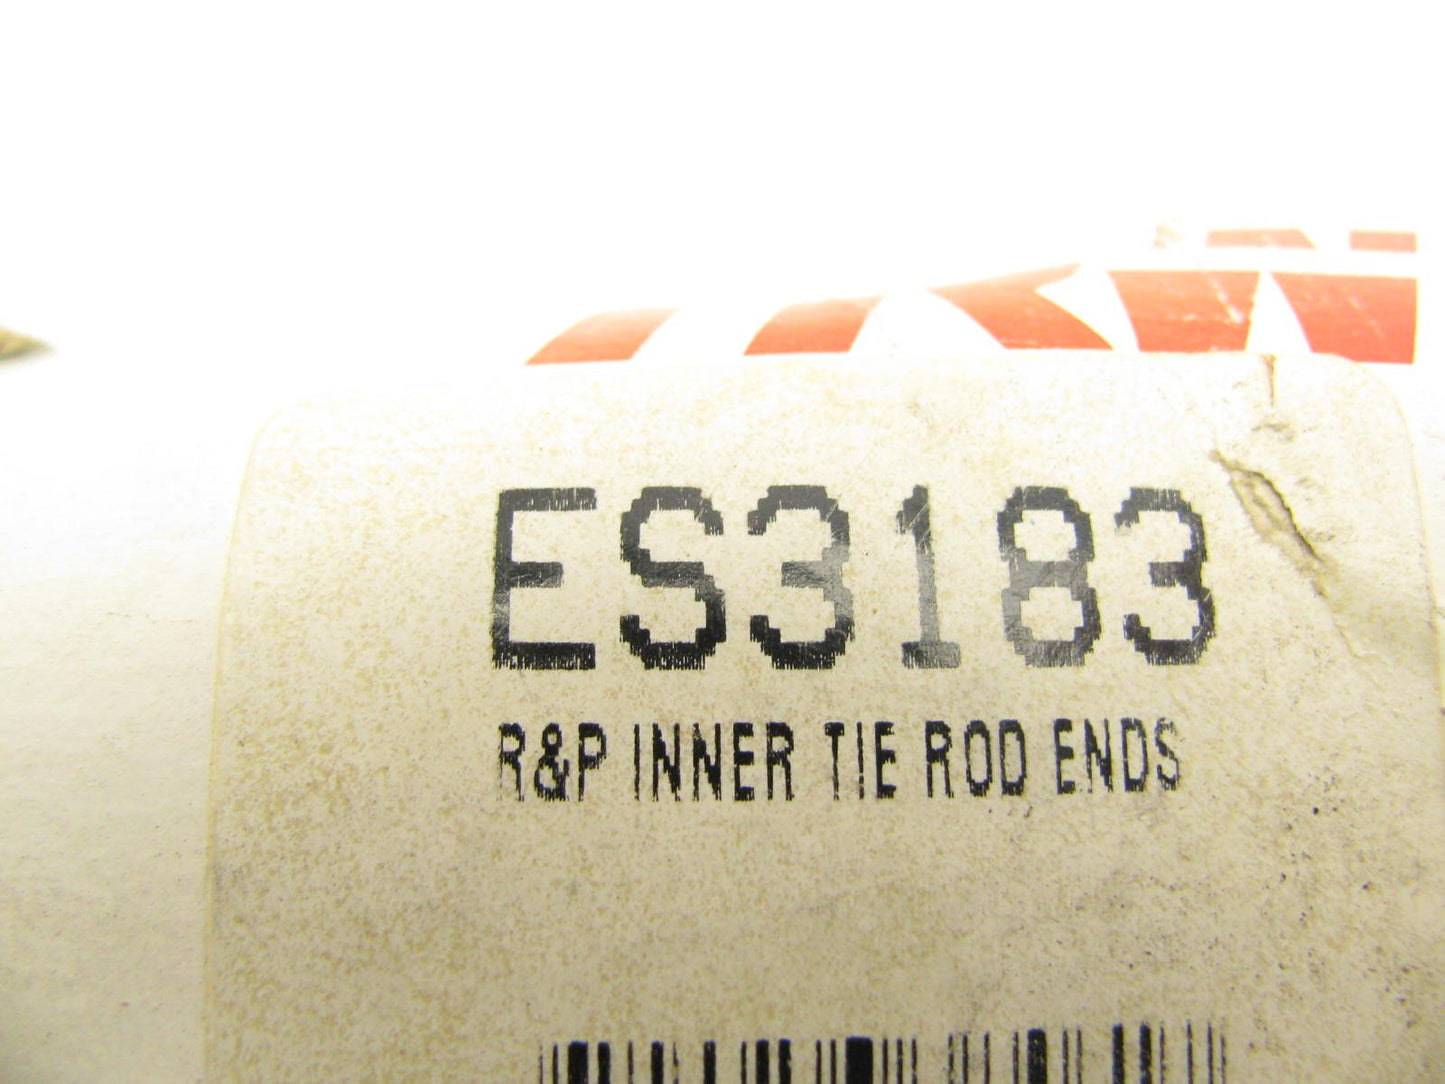 ES3183
R&P INNER TIE ROD ENDS